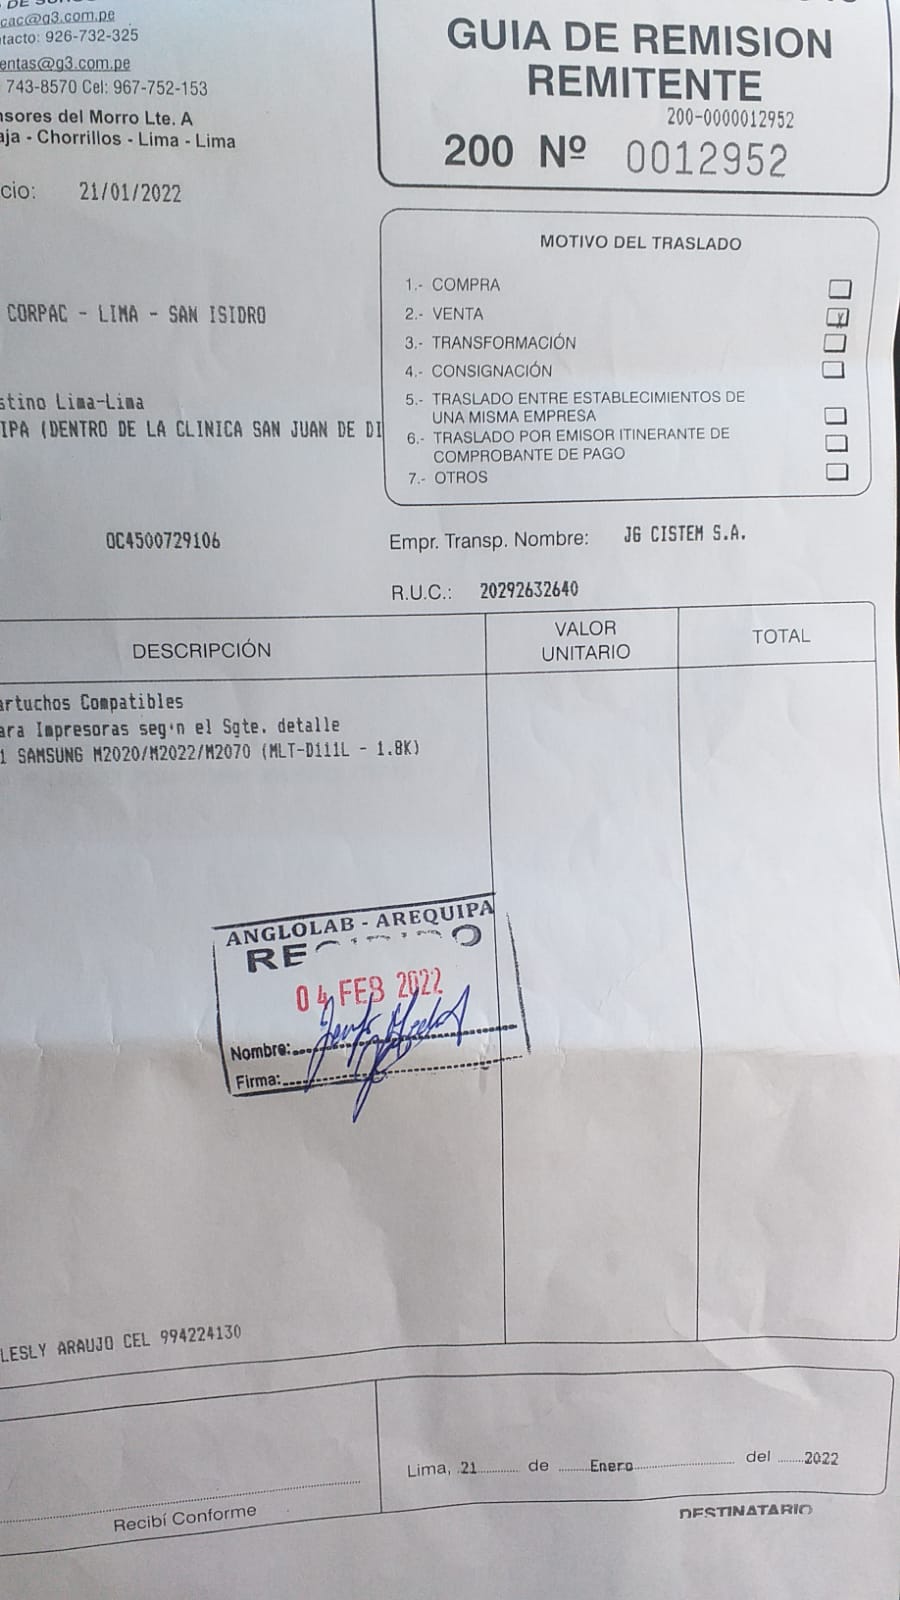 cac@g3.com.pe
tacto: 926-732-325
entas@g3.com.pe
743-8570 Cel: 967-752-153
nsores del Morro Lte. A
aja - Chorrillos - Lima - Lima
cio: 21/01/2022
GUIA DE REMISION
REMITENTE
200-0000012952
200 Nº 0012952
MOTIVO DEL TRASLADO
1.- COMPRA
2.- VENTA X
3.- TRANSFORMACIÓN
4.- CONSIGNACIÓN
5.- TRASLADO ENTRE ESTABLECIMIENTOS DE
UNA MISMA EMPRESA
6.- TRASLADO POR EMISOR ITINERANTE DE
COMPROBANTE DE PAGO
7.- OTROS
CORPAC - LIMA - SAN ISIDRO
stino Lima-Lima
IPA (DENTRO DE LA CLINICA SAN JUAN DE DI
OC4500729106
Empr. Transp. Nombre: JG CISTEM S.A.
R.U.C.: 20292632640
DESCRIPCIÓN VALOR UNITARIO TOTAL
artuchos Compatibles
ara Impresoras seg·n el Sgte. detalle
1 SAMSUNG M2020/M2022/M2070 (MLT-D111L - 1.8K)
ANGLOLAB - AREQUIPA
04 FEB 2022
Nombre:
Firma:
LESLY ARAUJO CEL 994224130
Lima, 21 de Enero del 2022
Recibí Conforme
DESTINATARIO